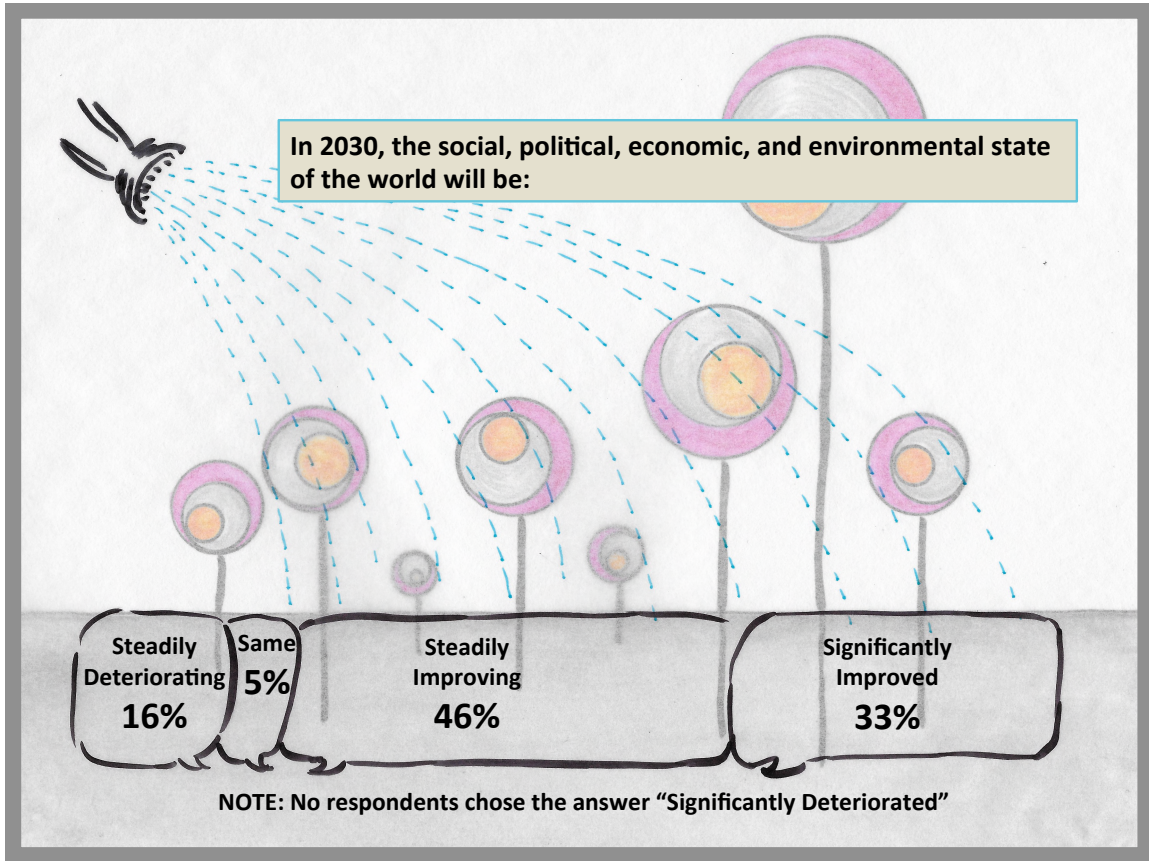 In 2030, the social, political, economic, and environmental state
of the world will be:
Steadily
Deteriorating
16%
Same
5%
Steadily
Improving
46%
Significantly
Improved
33%
NOTE: No respondents chose the answer “Significantly Deteriorated”